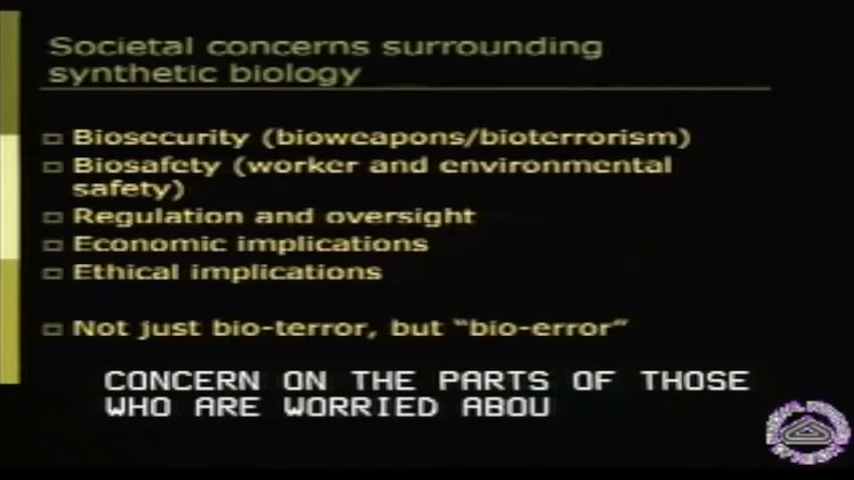 Societal concerns surrounding
synthetic biology
Biosecurity (bioweapons/bioterrorism)
Biosafety (worker and environmental
safety)
Regulation and oversight
Economic implications
Ethical implications
Not just bio-terror, but “bio-error”
CONCERN ON THE PARTS OF THOSE
WHO ARE WORRIED ABOU